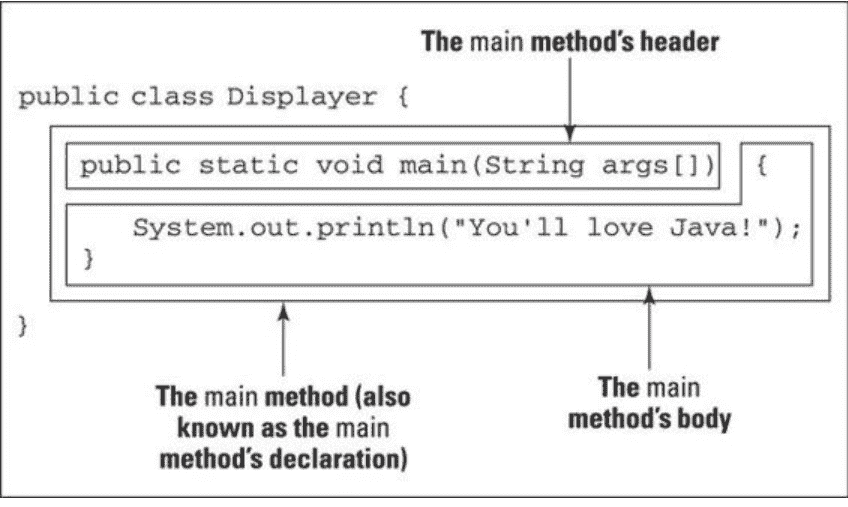 The main method's header
public class Displayer {
public static void main(String args[]) {
System.out.println("You'll love Java!");
}
}
The main method (also
known as the main
method's declaration)
The main
method's body